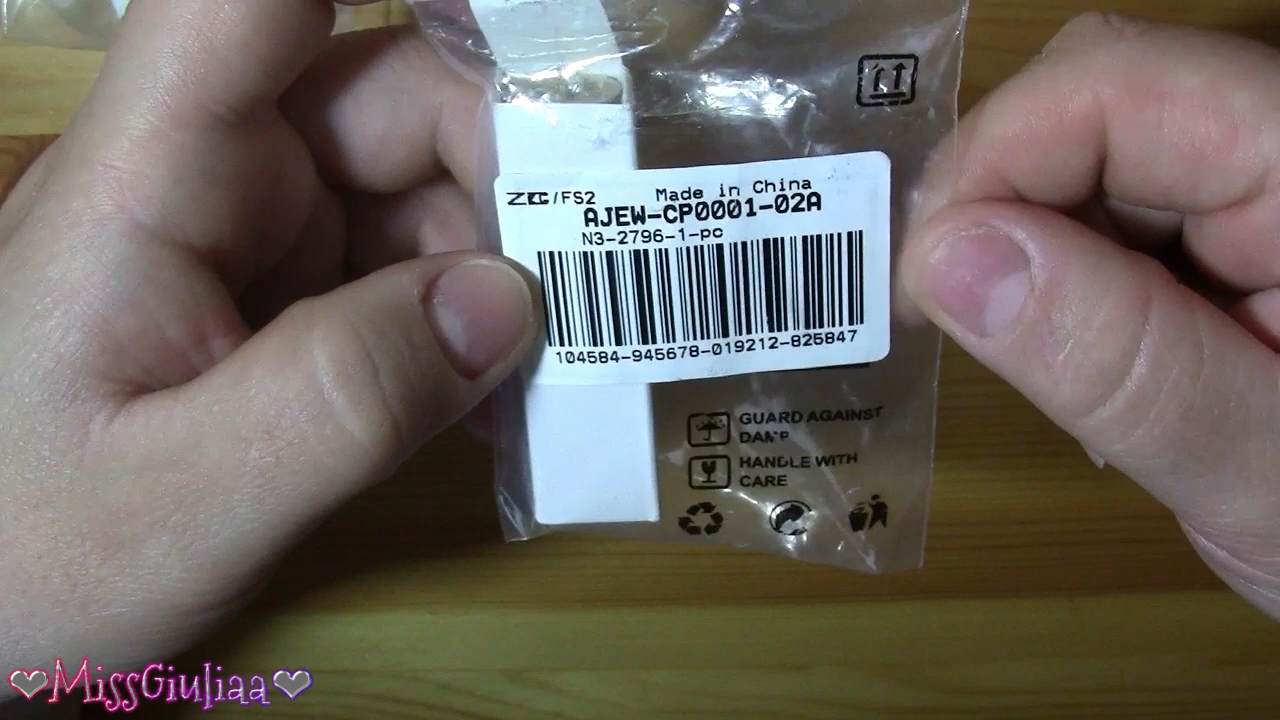 ZKG/FS2 Made in China
AJEW-CP0001-02A
N3-2796-1-pc
104584-945678-019212-825847
GUARD AGAINST
DAMP
HANDLE WITH
CARE
MissGiuliaa